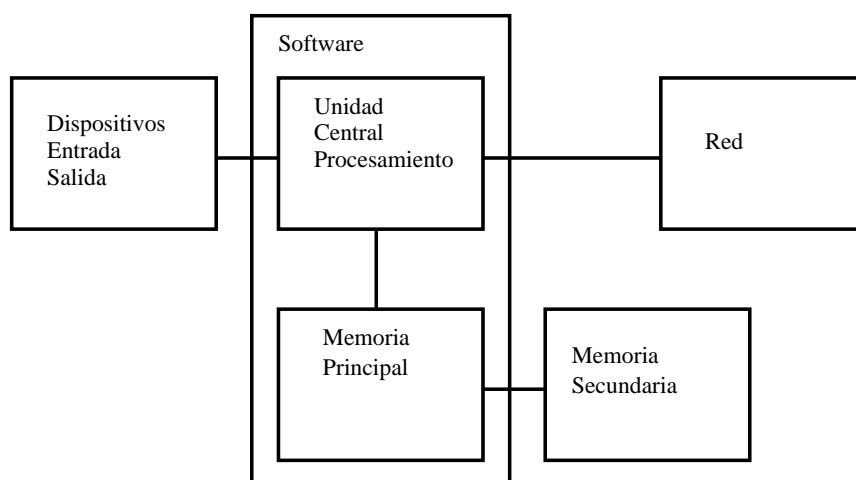 Software
Dispositivos
Entrada
Salida
Unidad
Central
Procesamiento
Red
Memoria
Principal
Memoria
Secundaria